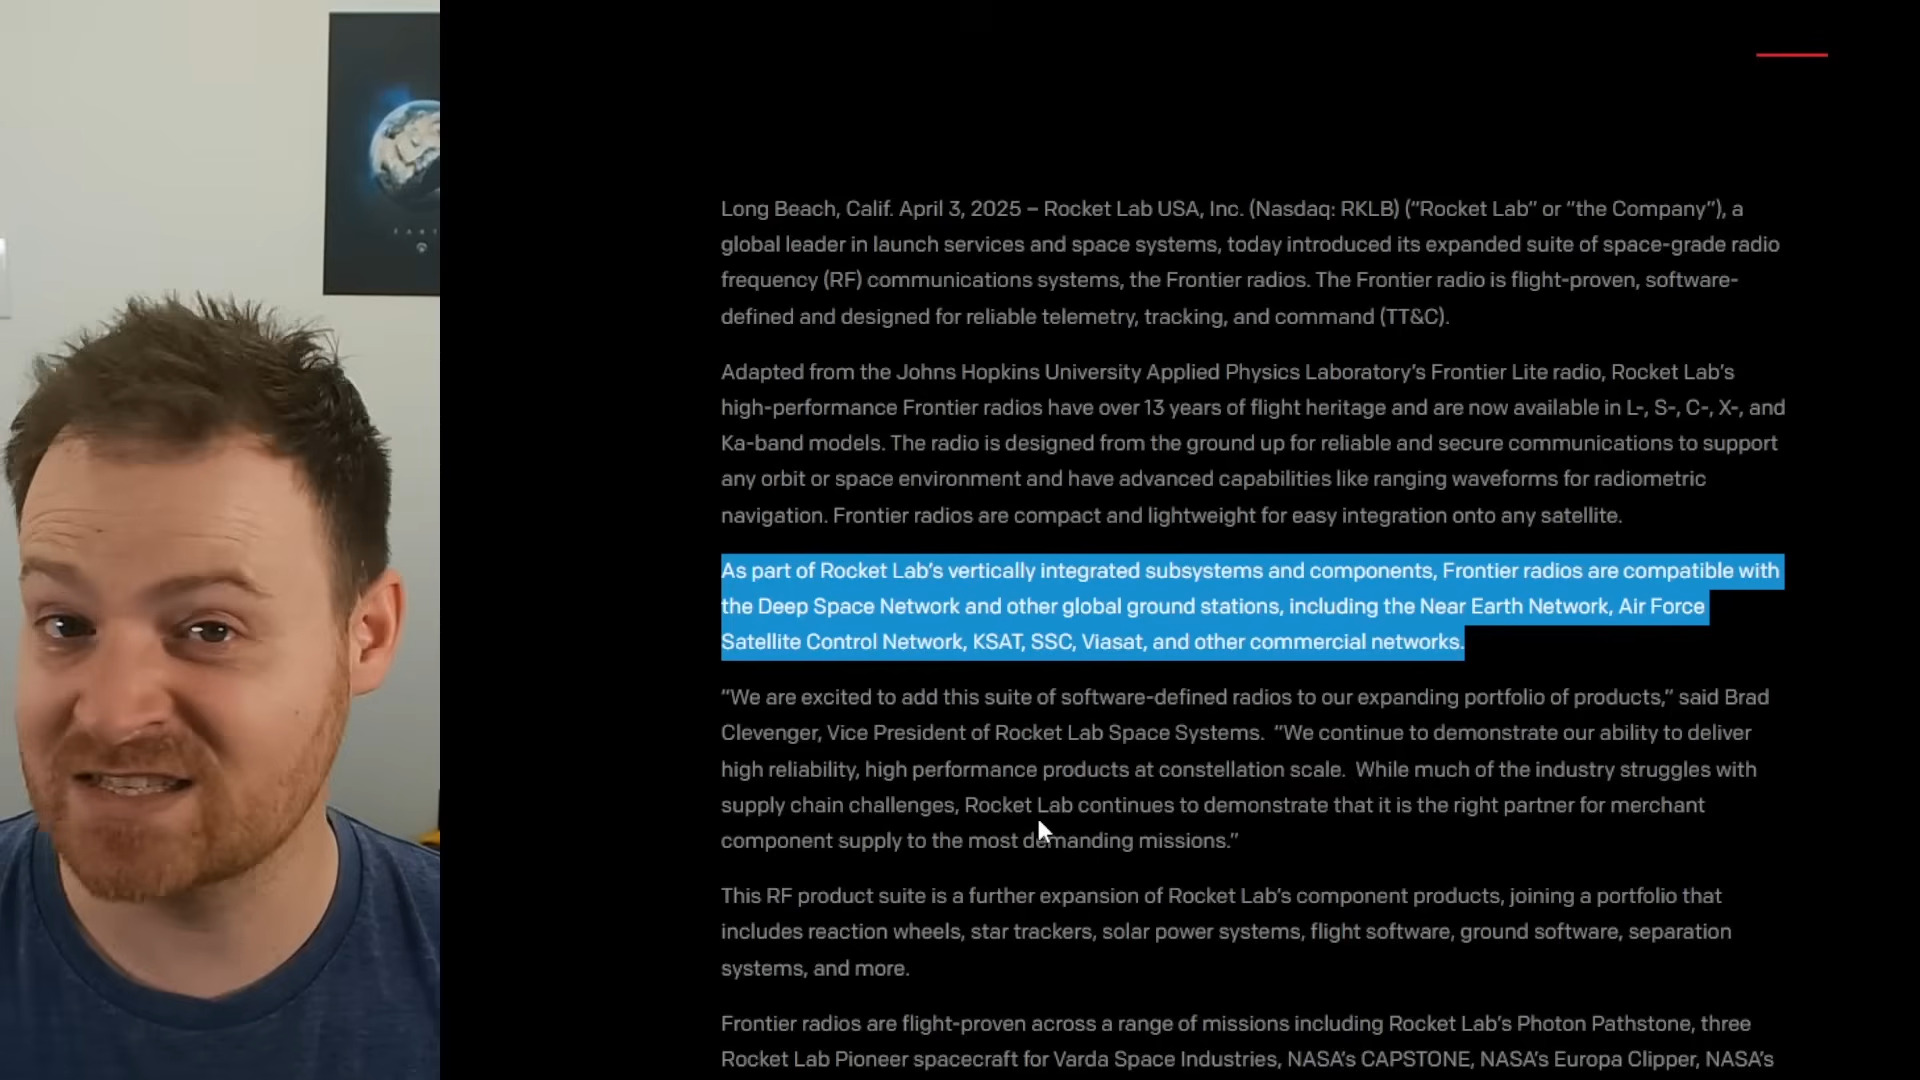 Long Beach, Calif. April 3, 2025 – Rocket Lab USA, Inc. (Nasdaq: RKLB) (“Rocket Lab” or “the Company”), a
global leader in launch services and space systems, today introduced its expanded suite of space-grade radio
frequency (RF) communications systems, the Frontier radios. The Frontier radio is flight-proven, software-
defined and designed for reliable telemetry, tracking, and command (TT&C).
Adapted from the Johns Hopkins University Applied Physics Laboratory’s Frontier Lite radio, Rocket Lab’s
high-performance Frontier radios have over 13 years of flight heritage and are now available in L-, S-, C-, X-, and
Ka-band models. The radio is designed from the ground up for reliable and secure communications to support
any orbit or space environment and have advanced capabilities like ranging waveforms for radiometric
navigation. Frontier radios are compact and lightweight for easy integration onto any satellite.
As part of Rocket Lab’s vertically integrated subsystems and components, Frontier radios are compatible with
the Deep Space Network and other global ground stations, including the Near Earth Network, Air Force
Satellite Control Network, KSAT, SSC, Viasat, and other commercial networks.
“We are excited to add this suite of software-defined radios to our expanding portfolio of products,” said Brad
Clevenger, Vice President of Rocket Lab Space Systems.  “We continue to demonstrate our ability to deliver
high reliability, high performance products at constellation scale.  While much of the industry struggles with
supply chain challenges, Rocket Lab continues to demonstrate that it is the right partner for merchant
component supply to the most demanding missions.”
This RF product suite is a further expansion of Rocket Lab’s component products, joining a portfolio that
includes reaction wheels, star trackers, solar power systems, flight software, ground software, separation
systems, and more.
Frontier radios are flight-proven across a range of missions including Rocket Lab’s Photon Pathstone, three
Rocket Lab Pioneer spacecraft for Varda Space Industries, NASA’s CAPSTONE, NASA’s Europa Clipper, NASA’s